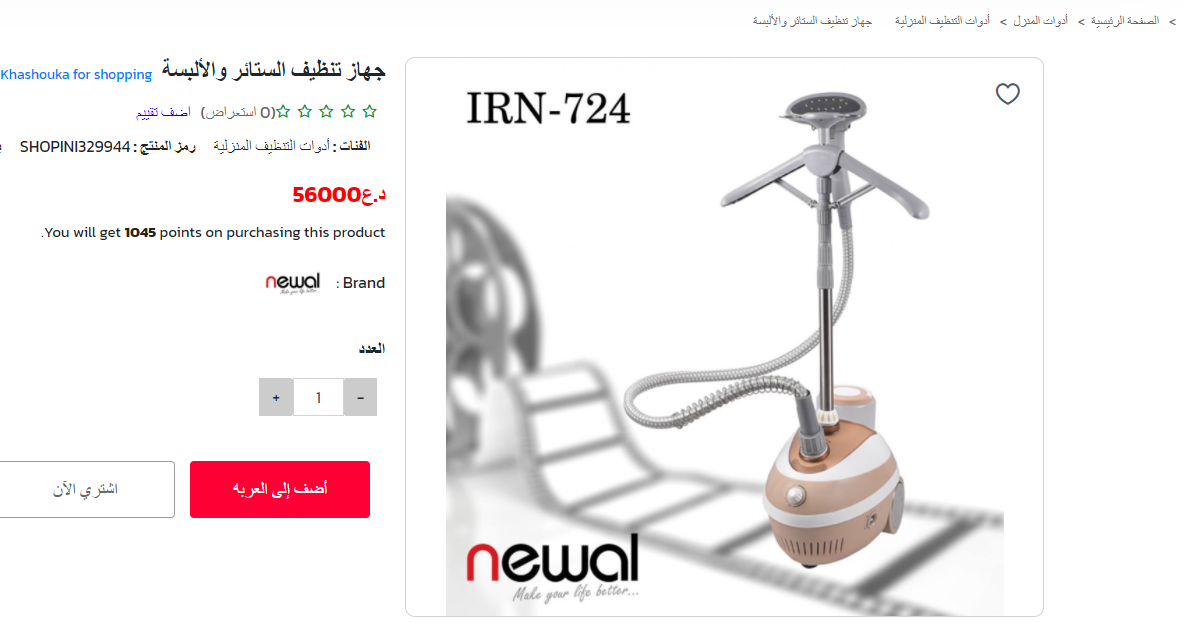 > الصفحة الرئيسية > أدوات المنزل > أدوات التنظيف المنزلية جهاز تنظيف الستائر والألبسة
جهاز تنظيف الستائر والألبسة Khashouka for shopping
(0 استعراض) اضف تقييم
الفئات : أدوات التنظيف المنزلية رمز المنتج : SHOPINI329944
د.ع56000
You will get 1045 points on purchasing this product.
Brand :
newal
Make your life better...
العدد
- 1 +
أضف إلى العربه
اشتري الآن
IRN-724
newal
Make your life better...